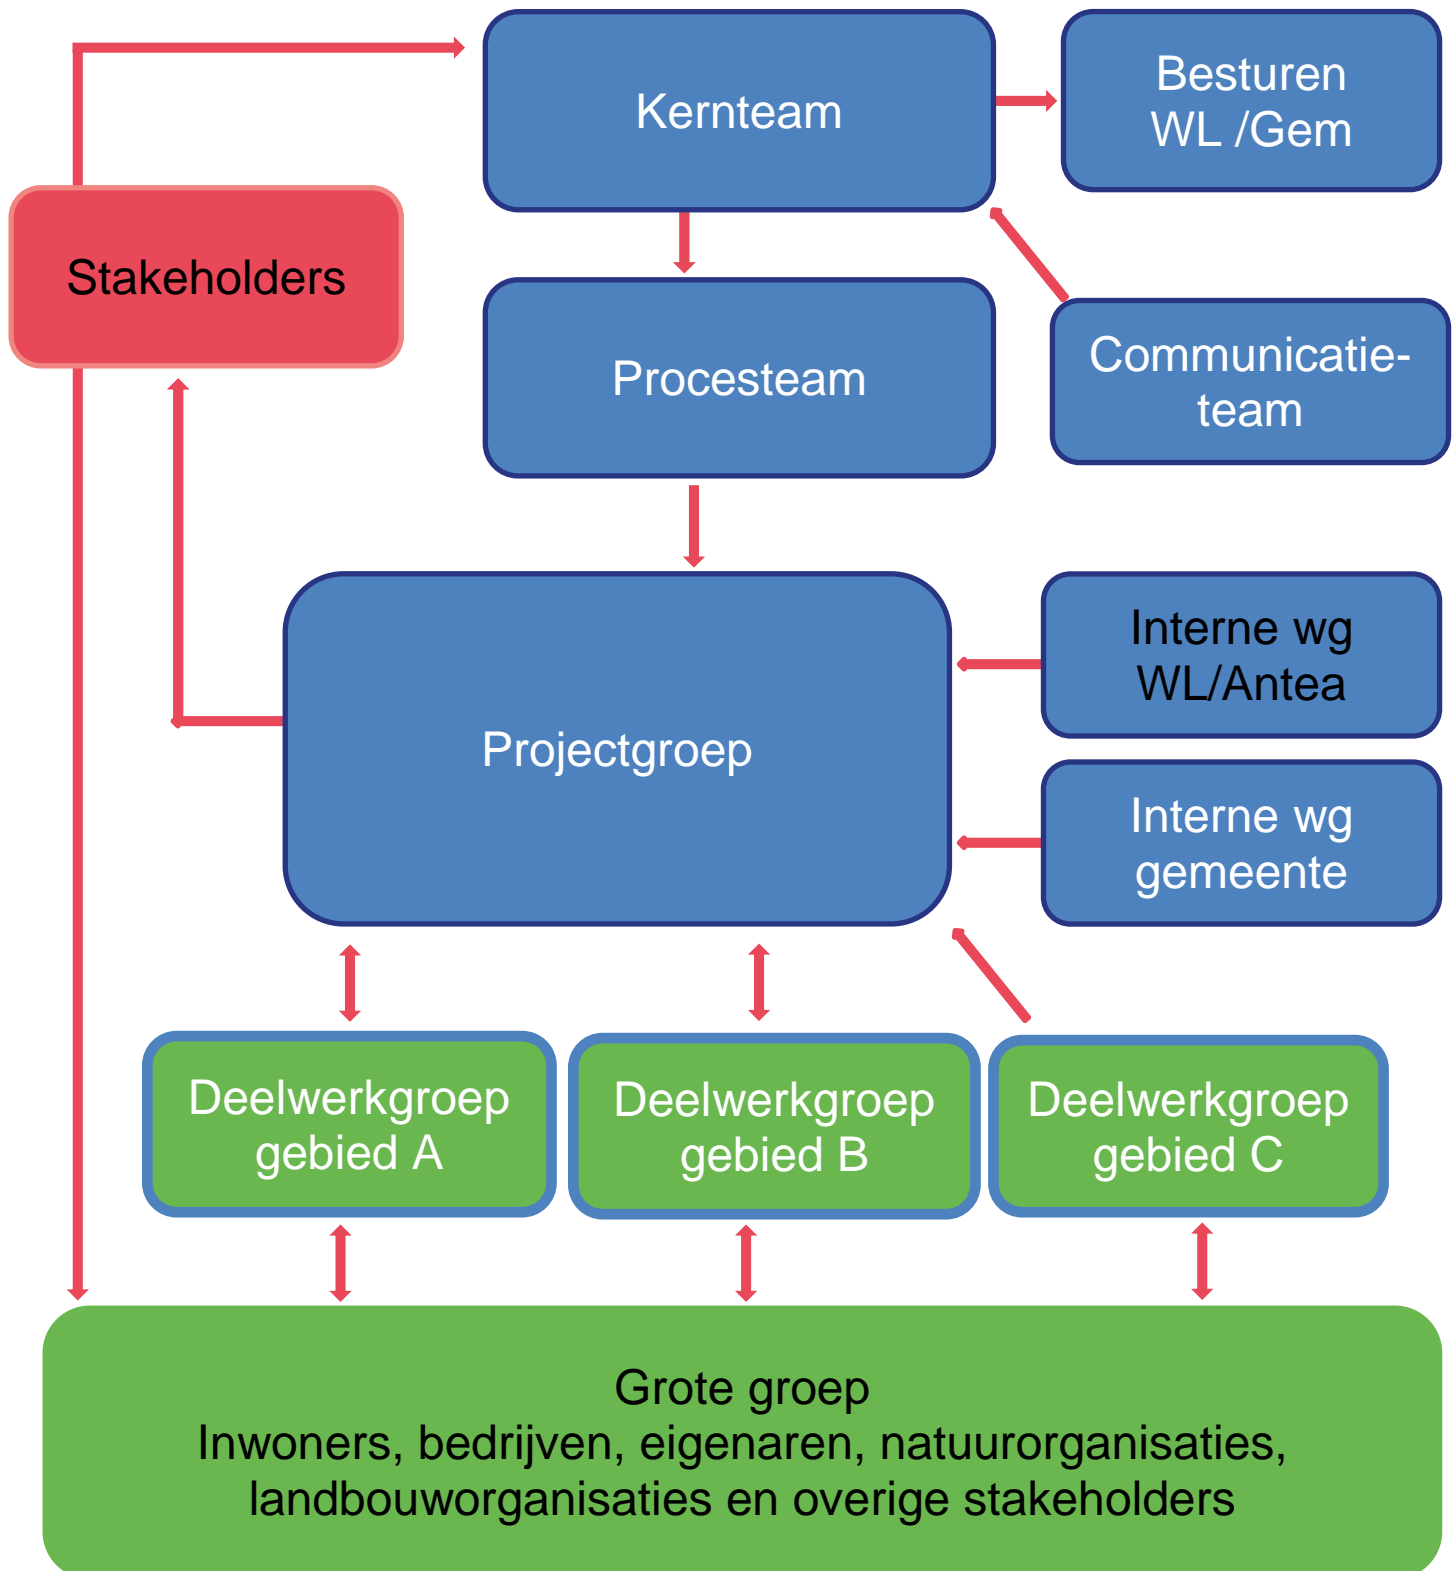 Kernteam
Besturen
WL /Gem
Stakeholders
Procesteam
Communicatie-
team
Projectgroep
Interne wg
WL/Antea
Interne wg
gemeente
Deelwerkgroep
gebied A
Deelwerkgroep
gebied B
Deelwerkgroep
gebied C
Grote groep
Inwoners, bedrijven, eigenaren, natuurorganisaties,
landbouworganisaties en overige stakeholders